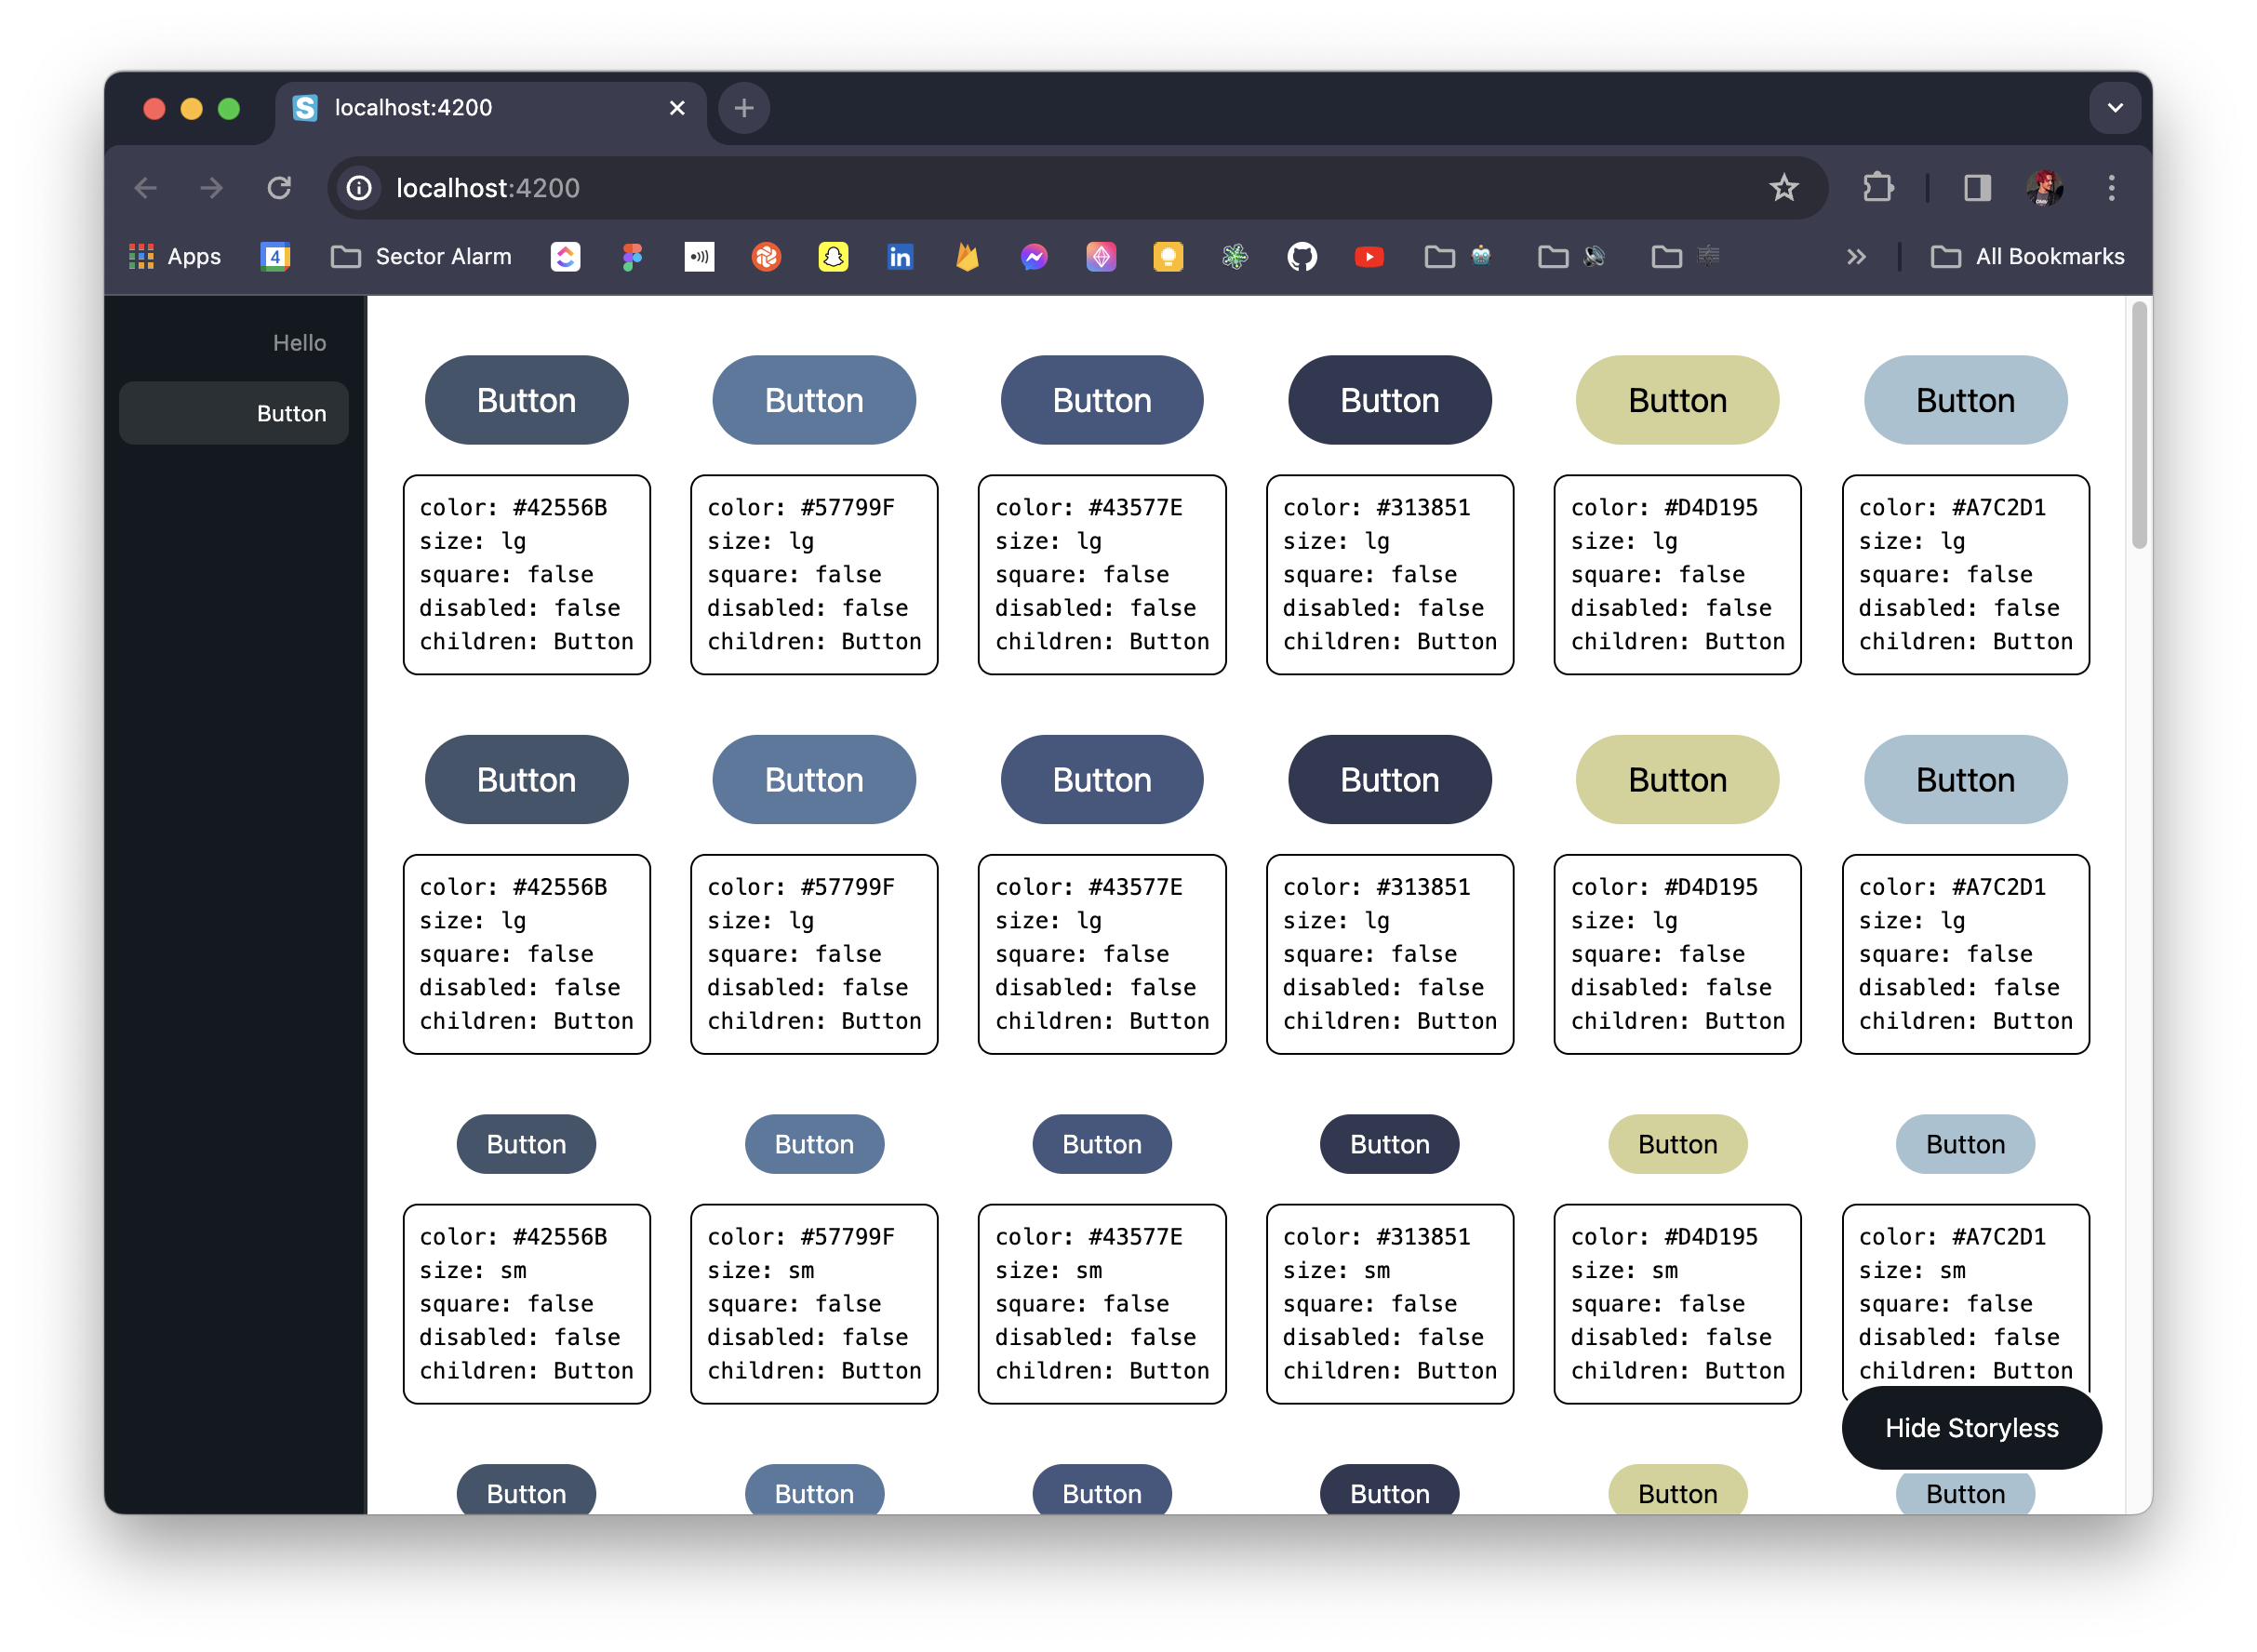 localhost:4200
localhost:4200
Apps
4
Sector Alarm
in
All Bookmarks
Hello
Button
Button Button Button Button Button Button
color: #42556B color: #57799F color: #43577E color: #313851 color: #D4D195 color: #A7C2D1
size: lg size: lg size: lg size: lg size: lg size: lg
square: false square: false square: false square: false square: false square: false
disabled: false disabled: false disabled: false disabled: false disabled: false disabled: false
children: Button children: Button children: Button children: Button children: Button children: Button
Button Button Button Button Button Button
color: #42556B color: #57799F color: #43577E color: #313851 color: #D4D195 color: #A7C2D1
size: lg size: lg size: lg size: lg size: lg size: lg
square: false square: false square: false square: false square: false square: false
disabled: false disabled: false disabled: false disabled: false disabled: false disabled: false
children: Button children: Button children: Button children: Button children: Button children: Button
Button Button Button Button Button Button
color: #42556B color: #57799F color: #43577E color: #313851 color: #D4D195 color: #A7C2D1
size: sm size: sm size: sm size: sm size: sm size: sm
square: false square: false square: false square: false square: false square: false
disabled: false disabled: false disabled: false disabled: false disabled: false disabled: false
children: Button children: Button children: Button children: Button children: Button children: Button
Hide Storyless
Button Button Button Button Button Button